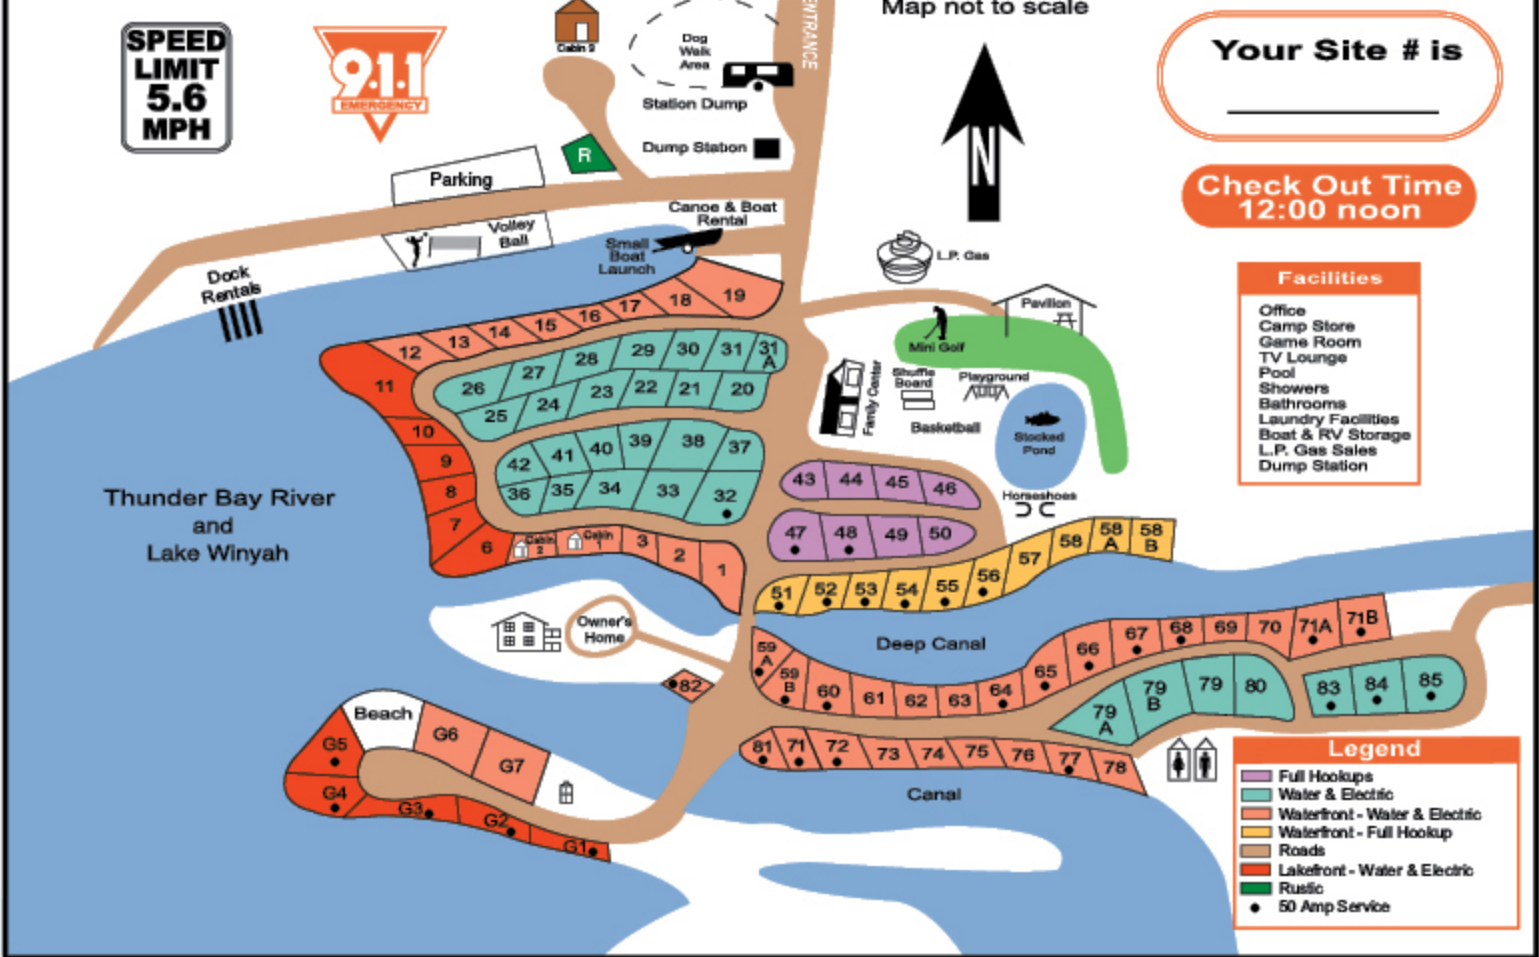 SPEED
LIMIT
5.6
MPH
9·1·1
EMERGENCY
Cabin 9
Dog
Walk
Area
Station Dump
Dump Station
ENTRANCE
Map not to scale
N
Your Site # is
Check Out Time
12:00 noon
R
Parking
Volley
Ball
Canoe & Boat
Rental
Small
Boat
Launch
Dock
Rentals
L.P. Gas
Pavilion
Mini Golf
Shuffle
Board
Playground
Family Center
Basketball
Stocked
Pond
Horseshoes
Facilities
Office
Camp Store
Game Room
TV Lounge
Pool
Showers
Bathrooms
Laundry Facilities
Boat & RV Storage
L.P. Gas Sales
Dump Station
12 13 14 15 16 17 18 19
11
10
9
8
7
6
26 27 28 29 30 31 31
A
25 24 23 22 21 20
42 41 40 39 38 37
36 35 34 33 32
Cabin
2
Cabin
1
3 2 1
43 44 45 46
47 48 49 50
51 52 53 54 55 56 57 58 58
A
58
B
Thunder Bay River
and
Lake Winyah
Owner's
Home
Deep Canal
59
A
59
B
60 61 62 63 64 65 66 67 68 69 70 71A 71B
82
79
A
79
B
79 80
83 84 85
81 71 72 73 74 75 76 77 78
Canal
Beach
G5 G6 G7
G4 G3 G2 G1
Legend
Full Hookups
Water & Electric
Waterfront - Water & Electric
Waterfront - Full Hookup
Roads
Lakefront - Water & Electric
Rustic
50 Amp Service